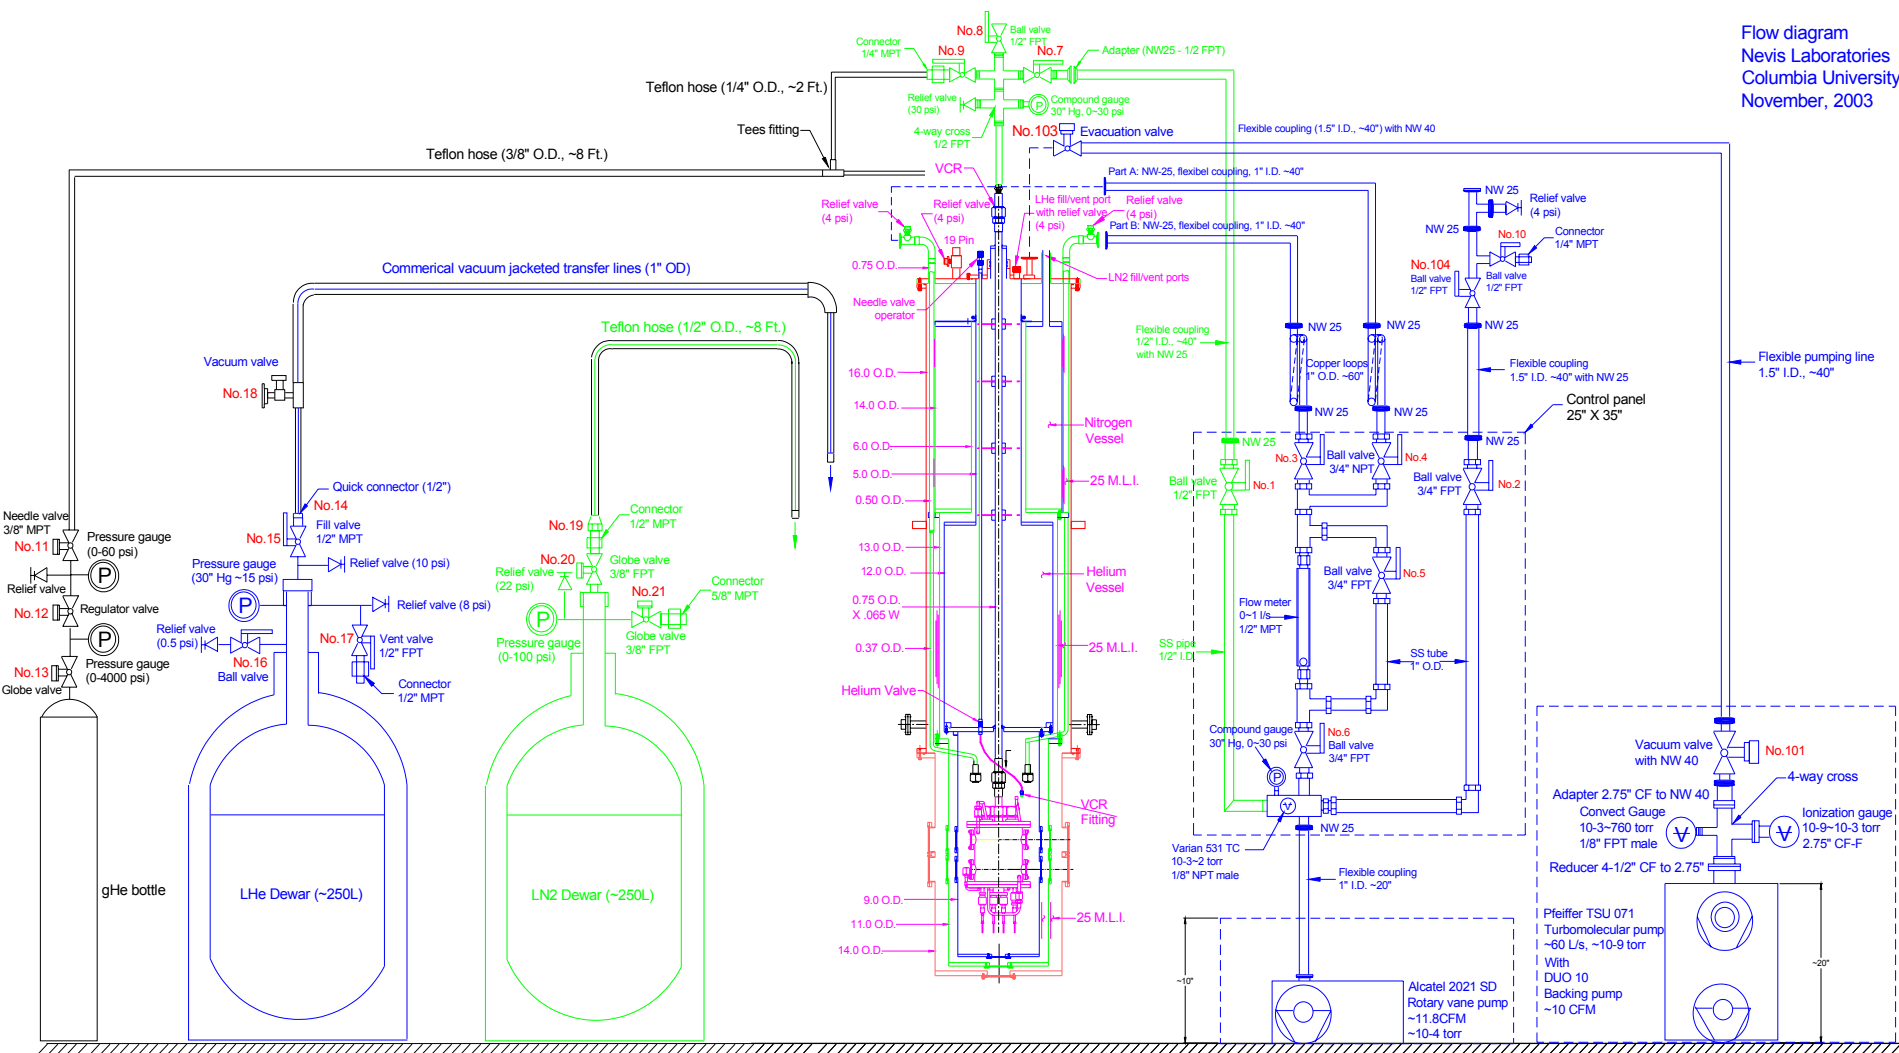 Flow diagram
Nevis Laboratories
Columbia University
November, 2003
No.8
Ball valve
1/2" FPT
Connector
1/4" MPT
No.9
No.7
Adapter (NW25 - 1/2 FPT)
Teflon hose (1/4" O.D., ~2 Ft.)
Relief valve
(30 psi)
Compound gauge
30" Hg, 0~30 psi
P
4-way cross
1/2 FPT
Tees fitting
No.103
Evacuation valve
Flexible coupling (1.5" I.D., ~40") with NW 40
Teflon hose (3/8" O.D., ~8 Ft.)
VCR
Part A: NW-25, flexibel coupling, 1" I.D. ~40"
Relief valve
(4 psi)
Relief valve
(4 psi)
LHe fill/vent port
with relief valve
(4 psi)
Relief valve
(4 psi)
Part B: NW-25, flexibel coupling, 1" I.D. ~40"
NW 25
Relief valve
(4 psi)
NW 25
No.10
Connector
1/4" MPT
19 Pin
0.75 O.D.
LN2 fill/vent ports
No.104
Ball valve
1/2" FPT
Ball valve
1/2" FPT
Commerical vacuum jacketed transfer lines (1" OD)
Needle valve
operator
Teflon hose (1/2" O.D., ~8 Ft.)
Flexible coupling
1/2" I.D., ~40"
with NW 25
NW 25
NW 25
NW 25
Copper loops
1" O.D. ~60"
Flexible coupling
1.5" I.D. ~40" with NW 25
Flexible pumping line
1.5" I.D., ~40"
Vacuum valve
No.18
16.0 O.D.
14.0 O.D.
6.0 O.D.
5.0 O.D.
0.50 O.D.
Nitrogen
Vessel
25 M.L.I.
NW 25
NW 25
Control panel
25" X 35"
NW 25
NW 25
No.3
Ball valve
3/4" NPT
No.4
Ball valve
1/2" FPT
No.1
Ball valve
3/4" FPT
No.2
Quick connector (1/2")
No.14
No.15
Fill valve
1/2" MPT
Needle valve
3/8" MPT
No.11
Pressure gauge
(0-60 psi)
P
Relief valve
Pressure gauge
(30" Hg ~15 psi)
Relief valve (10 psi)
P
Relief valve (8 psi)
No.12
Regulator valve
P
Relief valve
(0.5 psi)
No.16
Ball valve
No.17
Vent valve
1/2" FPT
Connector
1/2" MPT
No.13
Pressure gauge
(0-4000 psi)
Globe valve
No.19
Connector
1/2" MPT
No.20
Globe valve
3/8" FPT
Relief valve
(22 psi)
No.21
Connector
5/8" MPT
P
Pressure gauge
(0-100 psi)
Globe valve
3/8" FPT
13.0 O.D.
12.0 O.D.
0.75 O.D.
X .065 W
0.37 O.D.
Helium
Vessel
25 M.L.I.
Helium Valve
Ball valve
3/4" FPT
No.5
Flow meter
0~1 l/s
1/2" MPT
SS pipe
1/2" I.D.
SS tube
1" O.D.
Compound gauge
30" Hg, 0~30 psi
P
No.6
Ball valve
3/4" FPT
VCR
Fitting
NW 25
Varian 531 TC
10-3~2 torr
1/8" NPT male
Flexible coupling
1" I.D. ~20"
Vacuum valve
with NW 40
No.101
4-way cross
Adapter 2.75" CF to NW 40
Convect Gauge
10-3~760 torr
1/8" FPT male
Ionization gauge
10-9~10-3 torr
2.75" CF-F
Reducer 4-1/2" CF to 2.75"
gHe bottle
LHe Dewar (~250L)
LN2 Dewar (~250L)
9.0 O.D.
11.0 O.D.
14.0 O.D.
25 M.L.I.
~10"
Alcatel 2021 SD
Rotary vane pump
~11.8CFM
~10-4 torr
Pfeiffer TSU 071
Turbomolecular pump
~60 L/s, ~10-9 torr
With
DUO 10
Backing pump
~10 CFM
~20"